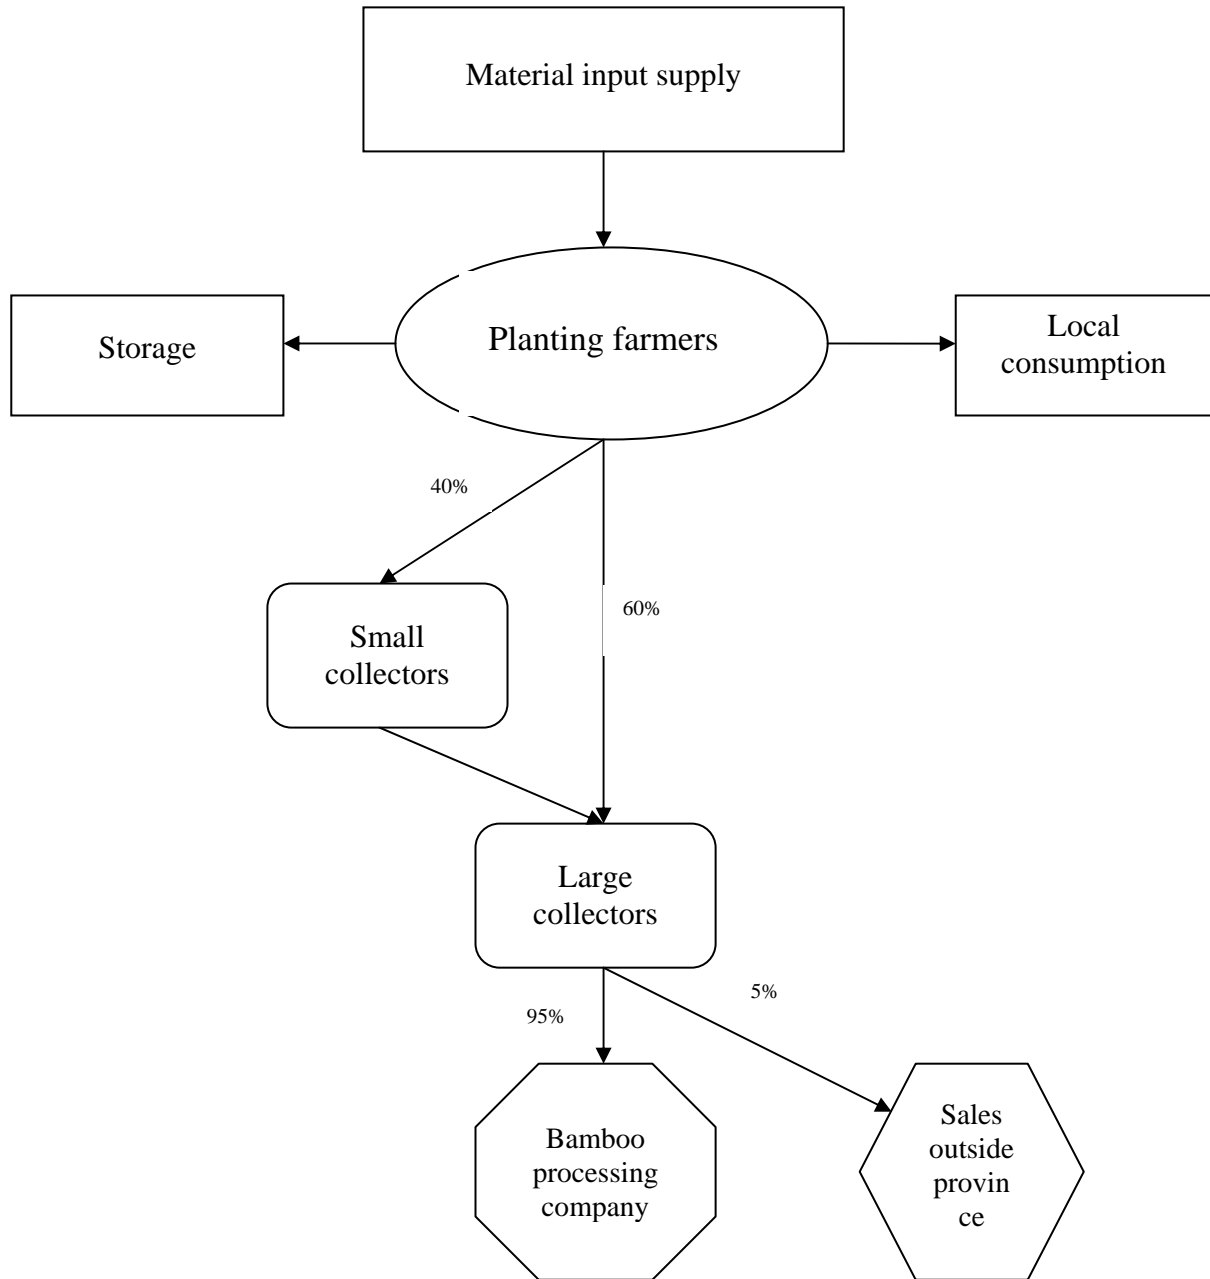 Material input supply
Storage
Planting farmers
Local
consumption
40%
60%
Small
collectors
Large
collectors
95%
5%
Bamboo
processing
company
Sales
outside
provin
ce